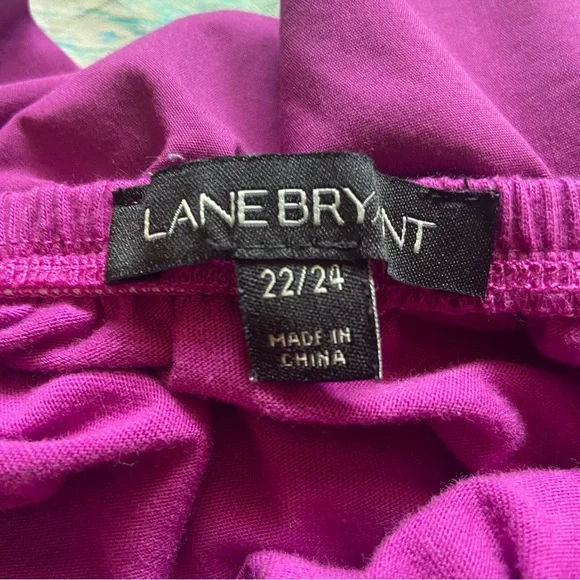 LANE BRYANT
22/24
MADE IN
CHINA